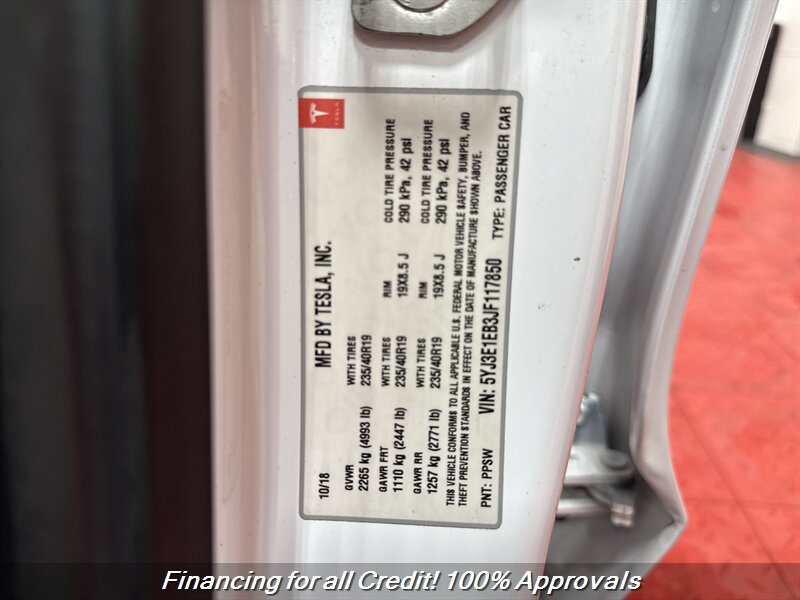 TESLA
10/18 MFD BY TESLA, INC.
GVWR WITH TIRES
2265 kg (4993 lb) 235/40R19
GAWR FRT WITH TIRES RIM COLD TIRE PRESSURE
1110 kg (2447 lb) 235/40R19 19X8.5 J 290 kPa, 42 psi
GAWR RR WITH TIRES RIM COLD TIRE PRESSURE
1257 kg (2771 lb) 235/40R19 19X8.5 J 290 kPa, 42 psi
THIS VEHICLE CONFORMS TO ALL APPLICABLE U.S. FEDERAL MOTOR VEHICLE SAFETY, BUMPER, AND
THEFT PREVENTION STANDARDS IN EFFECT ON THE DATE OF MANUFACTURE SHOWN ABOVE.
PNT: PPSW VIN: 5YJ3E1EB3JF117850 TYPE: PASSENGER CAR
Financing for all Credit! 100% Approvals